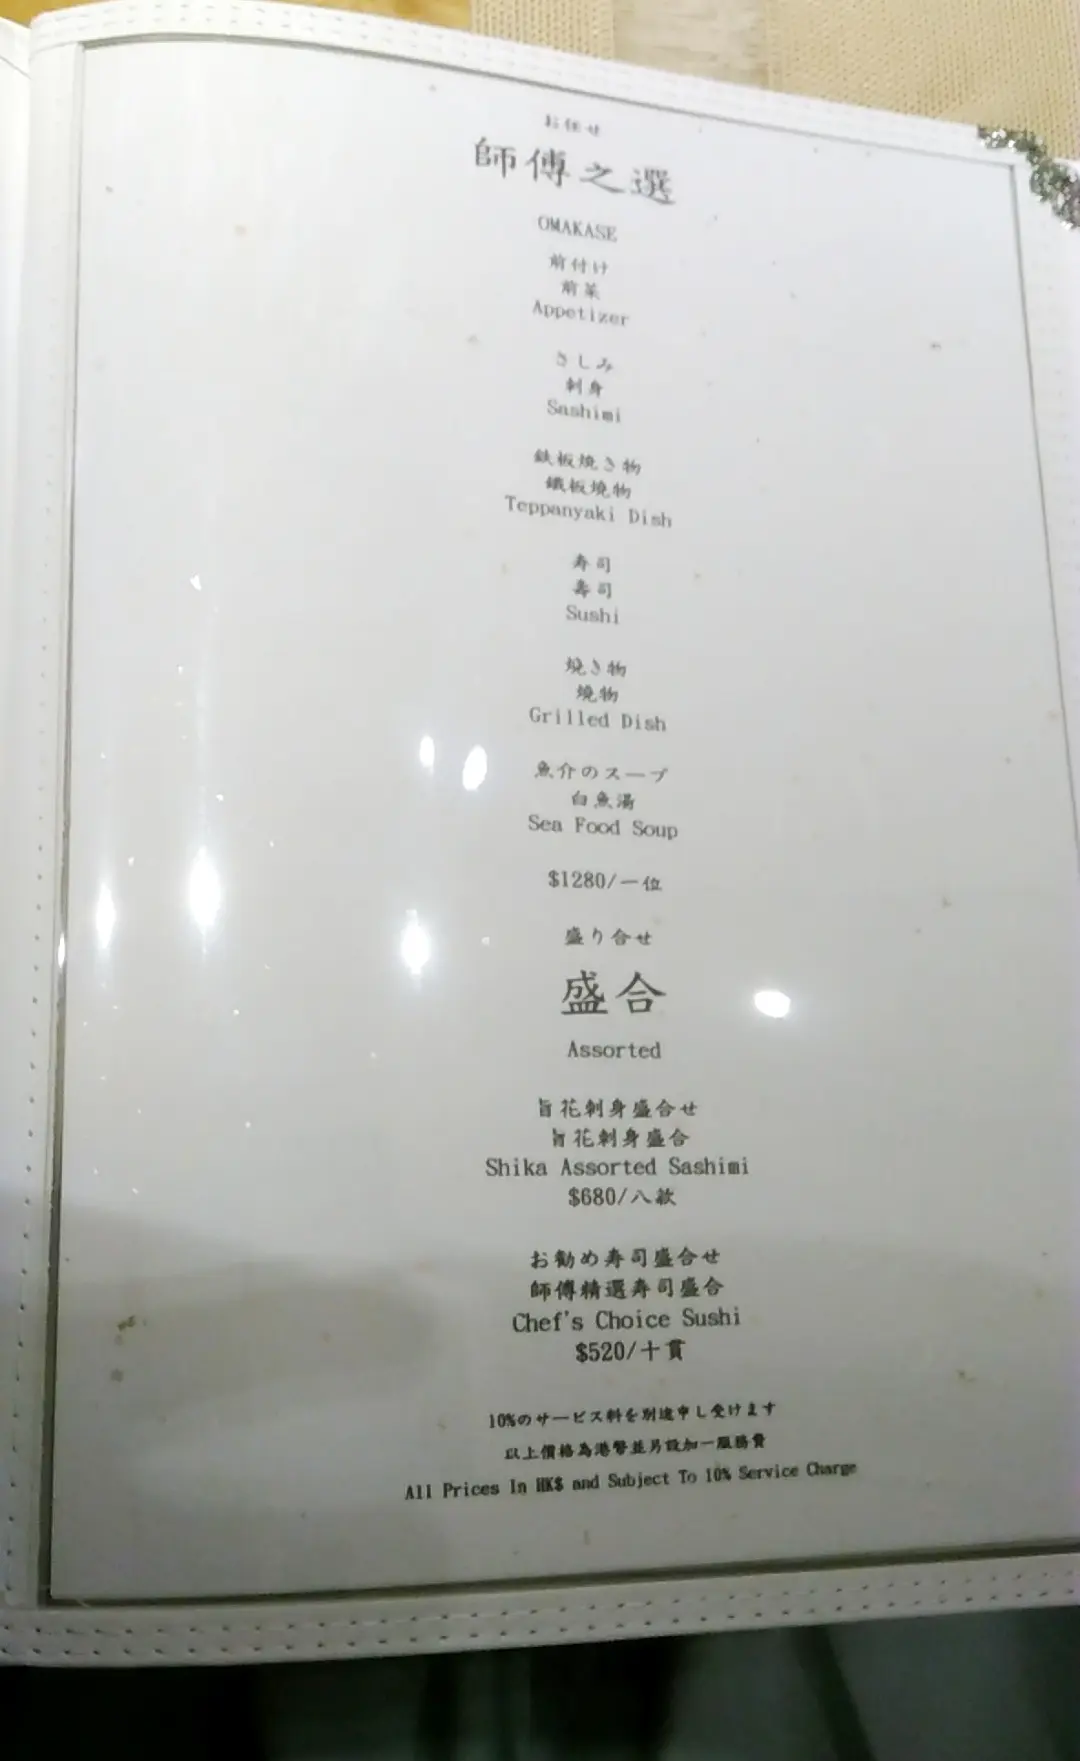 お任せ
師傅之選
OMAKASE
前付け
前菜
Appetizer
さしみ
刺身
Sashimi
鉄板焼き物
鐵板燒物
Teppanyaki Dish
寿司
壽司
Sushi
焼き物
燒物
Grilled Dish
魚介のスープ
白魚湯
Sea Food Soup
$1280/一位
盛り合せ
盛合
Assorted
旨花刺身盛合せ
旨花刺身盛合
Shika Assorted Sashimi
$680/八款
お勧め寿司盛合せ
師傅精選寿司盛合
Chef's Choice Sushi
$520/十貫
10%のサービス料を別途申し受けます
以上價格為港幣並另設加一服務費
All Prices In HK$ and Subject To 10% Service Charge